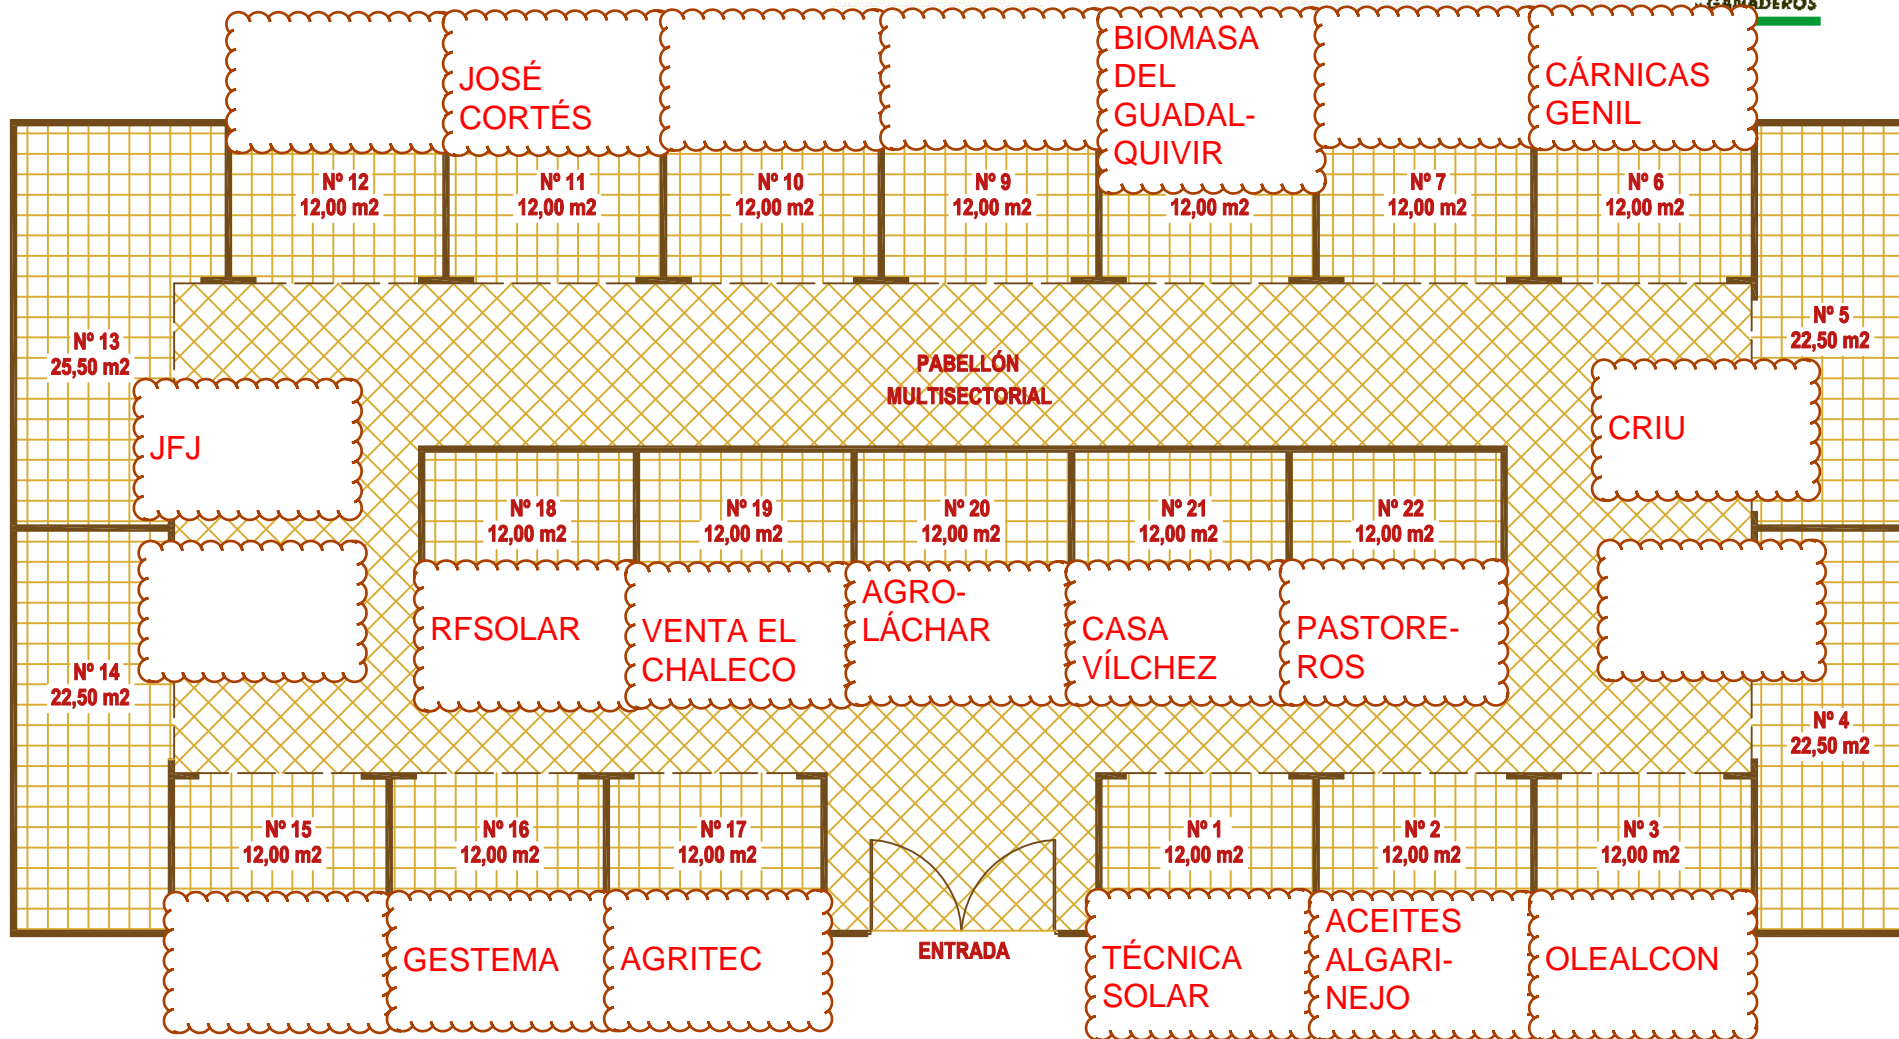 GANADEROS
BIOMASA
DEL
GUADAL-
QUIVIR
JOSÉ
CORTÉS
CÁRNICAS
GENIL
Nº 12
12,00 m2
Nº 11
12,00 m2
Nº 10
12,00 m2
Nº 9
12,00 m2
12,00 m2
Nº 7
12,00 m2
Nº 6
12,00 m2
Nº 13
25,50 m2
PABELLÓN
MULTISECTORIAL
Nº 5
22,50 m2
JFJ
CRIU
Nº 18
12,00 m2
Nº 19
12,00 m2
Nº 20
12,00 m2
Nº 21
12,00 m2
Nº 22
12,00 m2
RFSOLAR
VENTA EL
CHALECO
AGRO-
LÁCHAR
CASA
VÍLCHEZ
PASTORE-
ROS
Nº 14
22,50 m2
Nº 4
22,50 m2
Nº 15
12,00 m2
Nº 16
12,00 m2
Nº 17
12,00 m2
Nº 1
12,00 m2
Nº 2
12,00 m2
Nº 3
12,00 m2
GESTEMA
AGRITEC
ENTRADA
TÉCNICA
SOLAR
ACEITES
ALGARI-
NEJO
OLEALCON